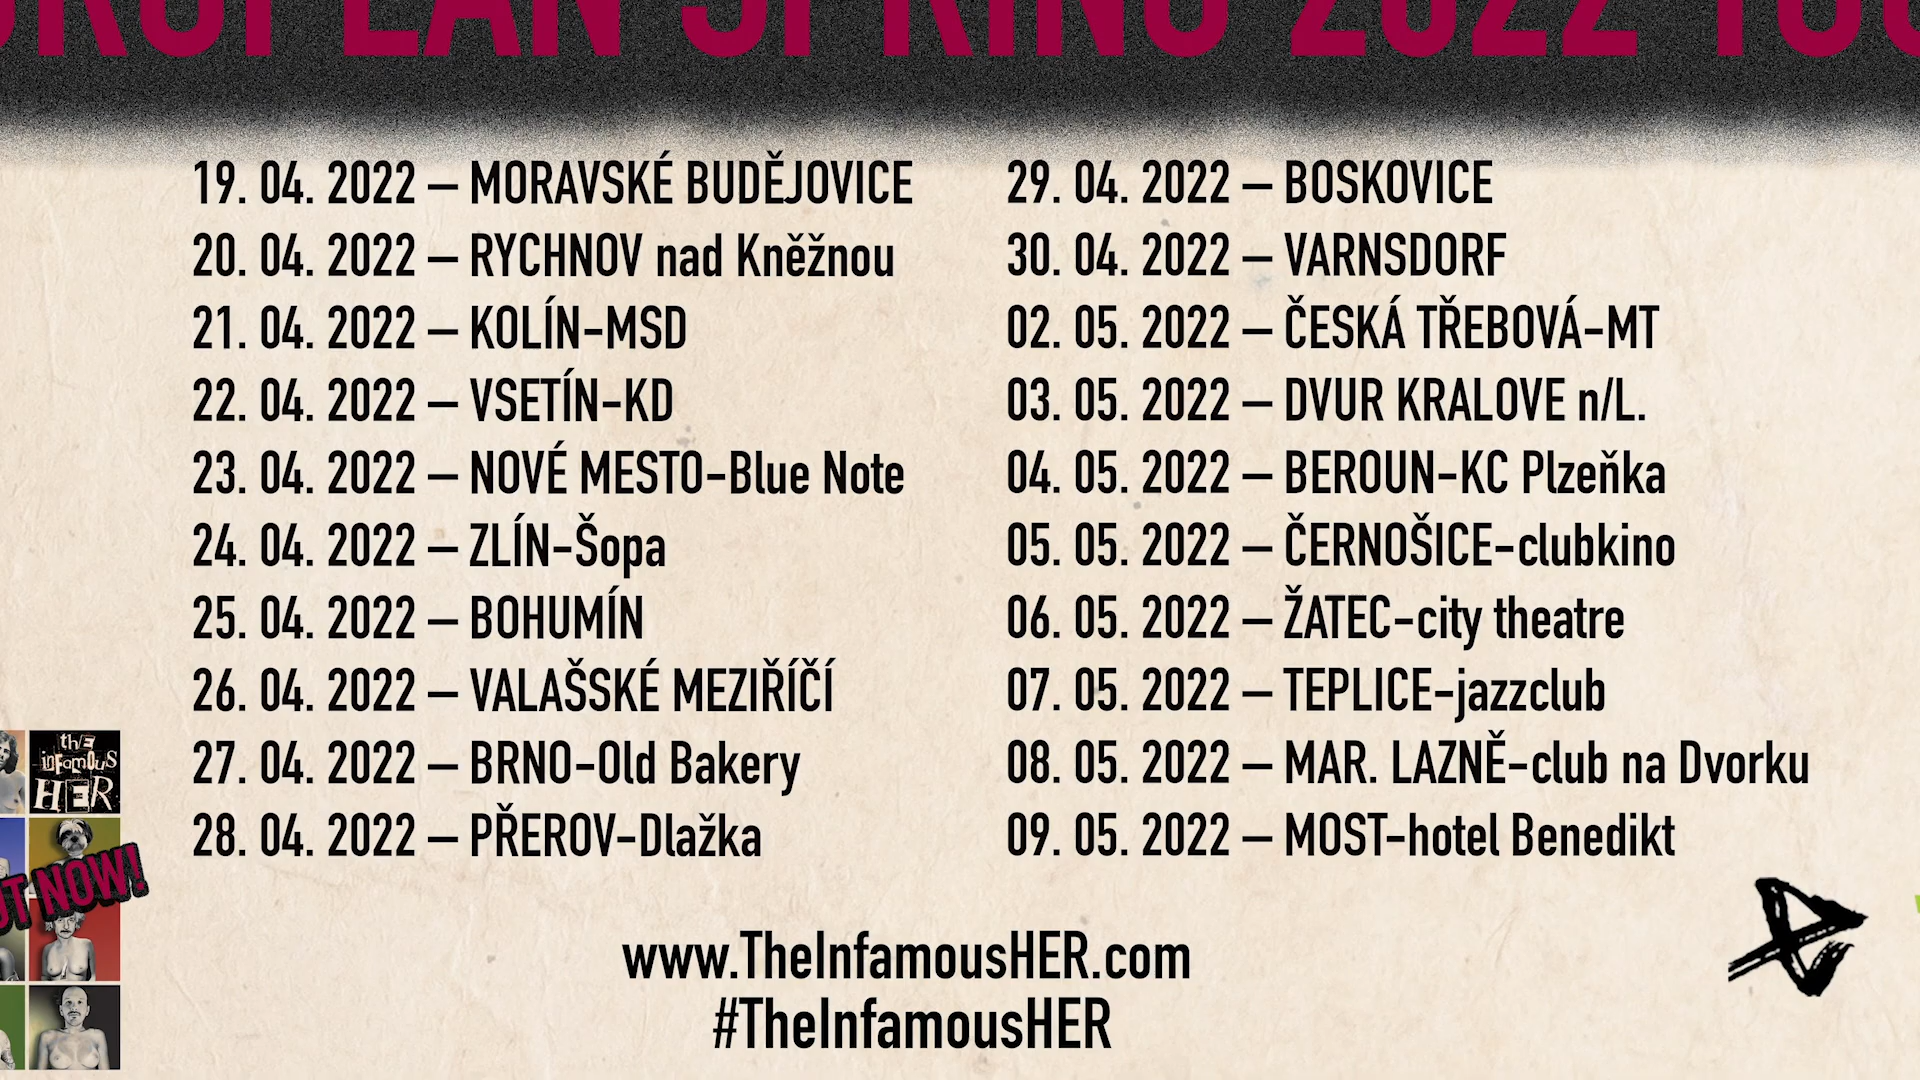 EUROPEAN SPRING 2022 TOUR
19. 04. 2022 – MORAVSKÉ BUDĚJOVICE
20. 04. 2022 – RYCHNOV nad Kněžnou
21. 04. 2022 – KOLÍN-MSD
22. 04. 2022 – VSETÍN-KD
23. 04. 2022 – NOVÉ MESTO-Blue Note
24. 04. 2022 – ZLÍN-Šopa
25. 04. 2022 – BOHUMÍN
26. 04. 2022 – VALAŠSKÉ MEZIŘÍČÍ
27. 04. 2022 – BRNO-Old Bakery
28. 04. 2022 – PŘEROV-Dlažka
29. 04. 2022 – BOSKOVICE
30. 04. 2022 – VARNSDORF
02. 05. 2022 – ČESKÁ TŘEBOVÁ-MT
03. 05. 2022 – DVUR KRALOVE n/L.
04. 05. 2022 – BEROUN-KC Plzeňka
05. 05. 2022 – ČERNOŠICE-clubkino
06. 05. 2022 – ŽATEC-city theatre
07. 05. 2022 – TEPLICE-jazzclub
08. 05. 2022 – MAR. LAZNĚ-club na Dvorku
09. 05. 2022 – MOST-hotel Benedikt
thE
inFamOuS
HER
OUT NOW!
www.TheInfamousHER.com
#TheInfamousHER